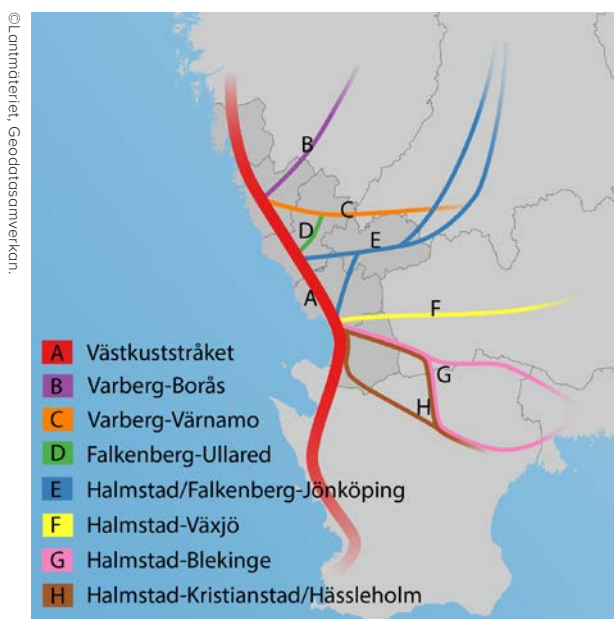 ©Lantmäteriet, Geodatasamverkan.
B
C
D
E
A
F
G
H
A Västkuststråket
B Varberg-Borås
C Varberg-Värnamo
D Falkenberg-Ullared
E Halmstad/Falkenberg-Jönköping
F Halmstad-Växjö
G Halmstad-Blekinge
H Halmstad-Kristianstad/Hässleholm